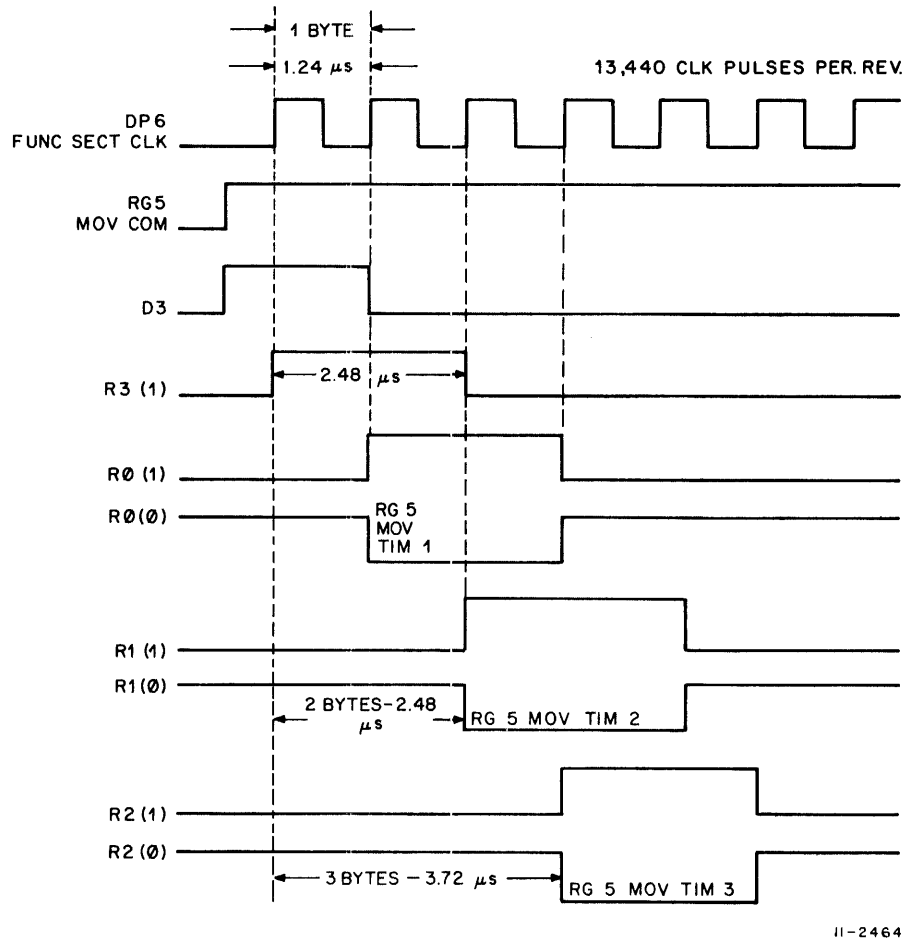 1 BYTE
1.24 µs
13,440 CLK PULSES PER. REV.
DP6
FUNC SECT CLK
RG5
MOV COM
D3
2.48 µs
R3 (1)
RØ (1)
RØ(Ø)
RG 5
MOV
TIM 1
R1 (1)
R1(Ø)
2 BYTES-2.48
µs
RG 5 MOV TIM 2
R2(1)
R2(Ø)
3 BYTES - 3.72 µs
RG 5 MOV TIM 3
11-2464